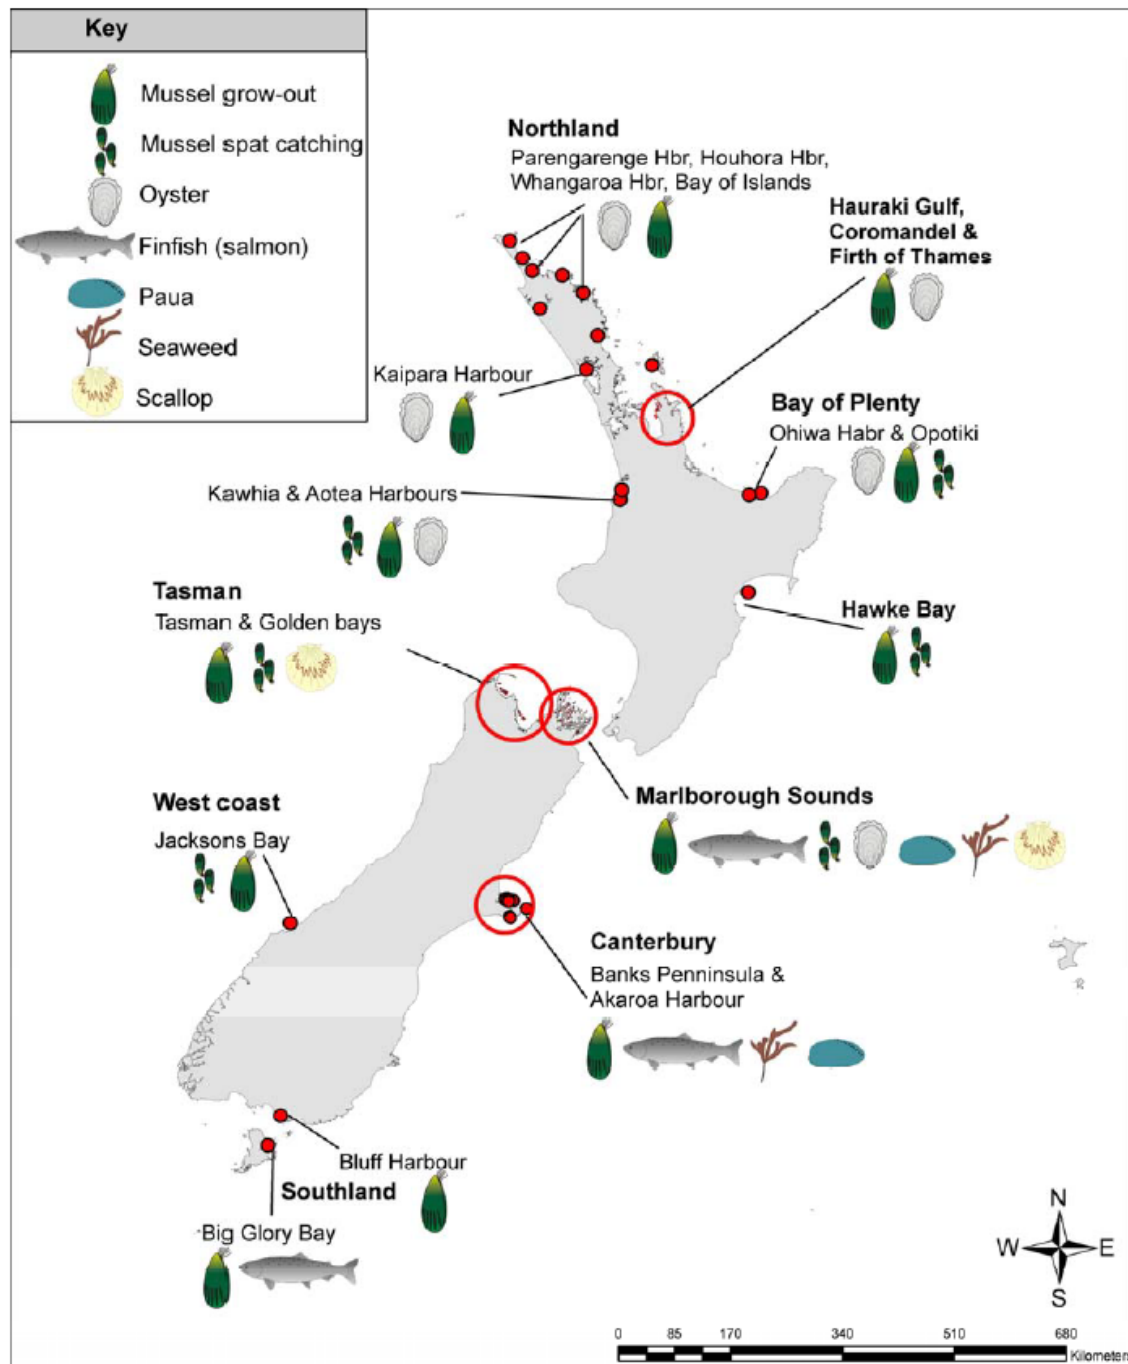 Key
Mussel grow-out
Mussel spat catching
Oyster
Finfish (salmon)
Paua
Seaweed
Scallop
Northland
Parengarenge Hbr, Houhora Hbr,
Whangaroa Hbr, Bay of Islands
Hauraki Gulf,
Coromandel &
Firth of Thames
Kaipara Harbour
Bay of Plenty
Ohiwa Habr & Opotiki
Kawhia & Aotea Harbours
Tasman
Tasman & Golden bays
Hawke Bay
West coast
Jacksons Bay
Marlborough Sounds
Canterbury
Banks Penninsula &
Akaroa Harbour
Bluff Harbour
Southland
Big Glory Bay
N
W E
S
0 85 170 340 510 680
Kilometers